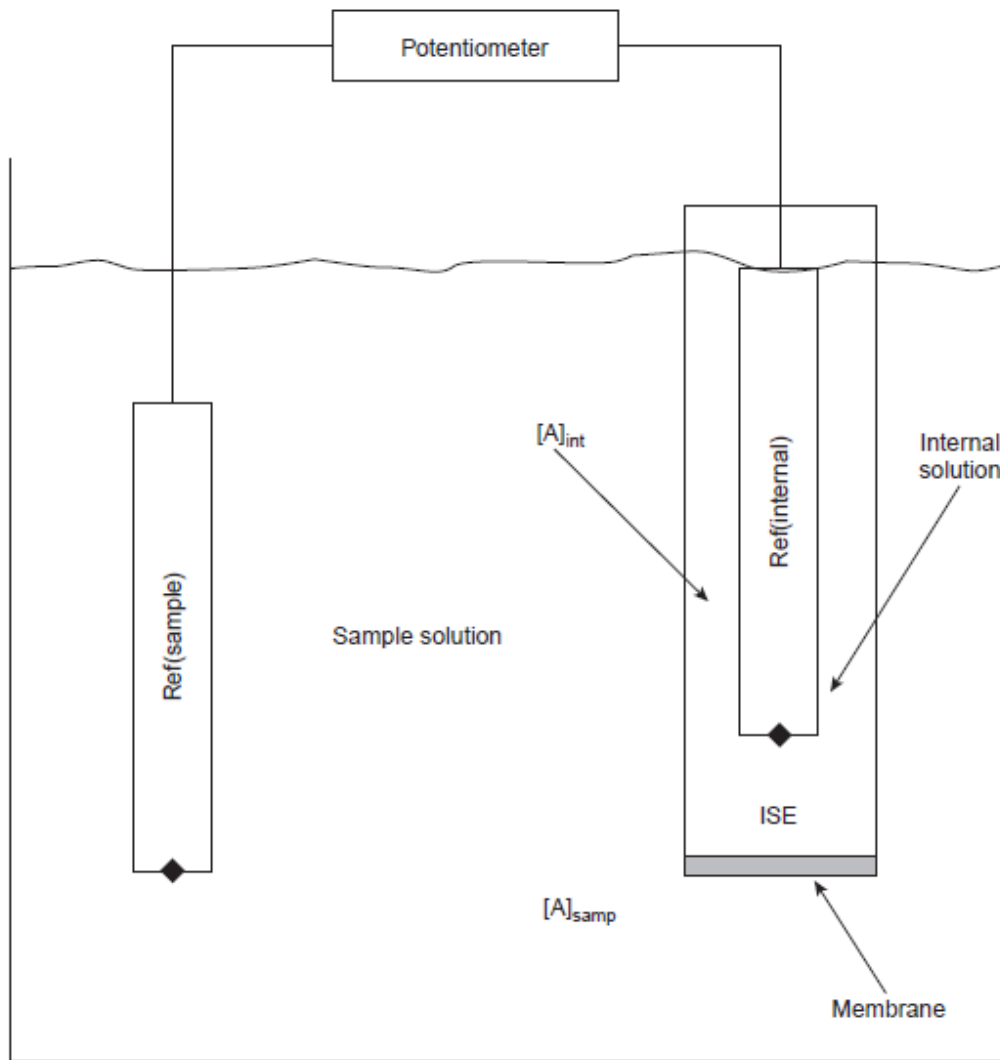 Potentiometer
[A]int
Internal
solution
Ref(internal)
Ref(sample)
Sample solution
ISE
[A]samp
Membrane